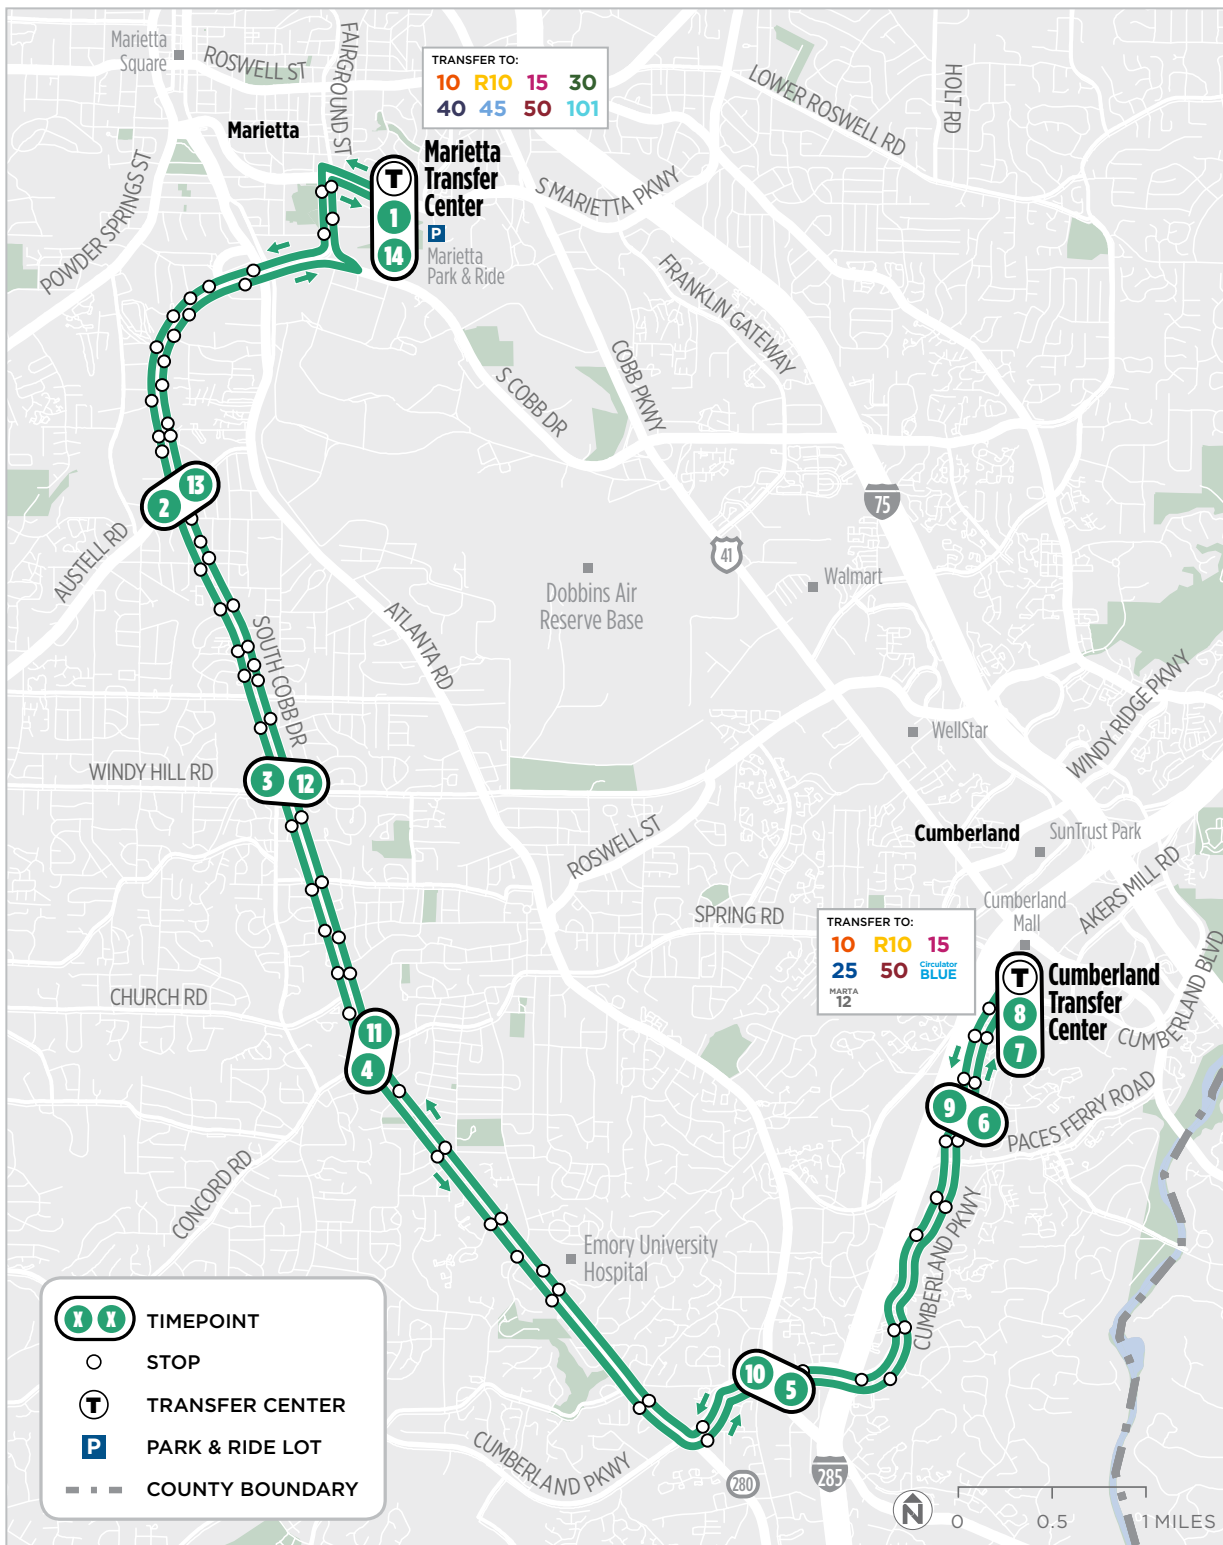 Marietta
Square
ROSWELL ST
FAIRGROUND ST
TRANSFER TO:
10 R10 15 30
40 45 50 101
LOWER ROSWELL RD
HOLT RD
Marietta
Marietta
Transfer
Center
T
1
14
P
Marietta
Park & Ride
S MARIETTA PKWY
POWDER SPRINGS ST
FRANKLIN GATEWAY
COBB PKWY
S COBB DR
13
2
75
41
AUSTELL RD
Dobbins Air
Reserve Base
Walmart
ATLANTA RD
SOUTH COBB DR
WINDY RIDGE PKWY
WellStar
WINDY HILL RD
3 12
Cumberland
SunTrust Park
ROSWELL ST
AKERS MILL RD
SPRING RD
Cumberland
Mall
TRANSFER TO:
10 R10 15
25 50 Circulator
BLUE
MARTA
12
T
8
7
Cumberland
Transfer
Center
CUMBERLAND BLVD
CHURCH RD
11
4
9
6
PACES FERRY ROAD
CONCORD RD
CUMBERLAND PKWY
Emory University
Hospital
10
5
CUMBERLAND PKWY
280
285
X X TIMEPOINT
STOP
T TRANSFER CENTER
P PARK & RIDE LOT
COUNTY BOUNDARY
N
0 0.5 1 MILES